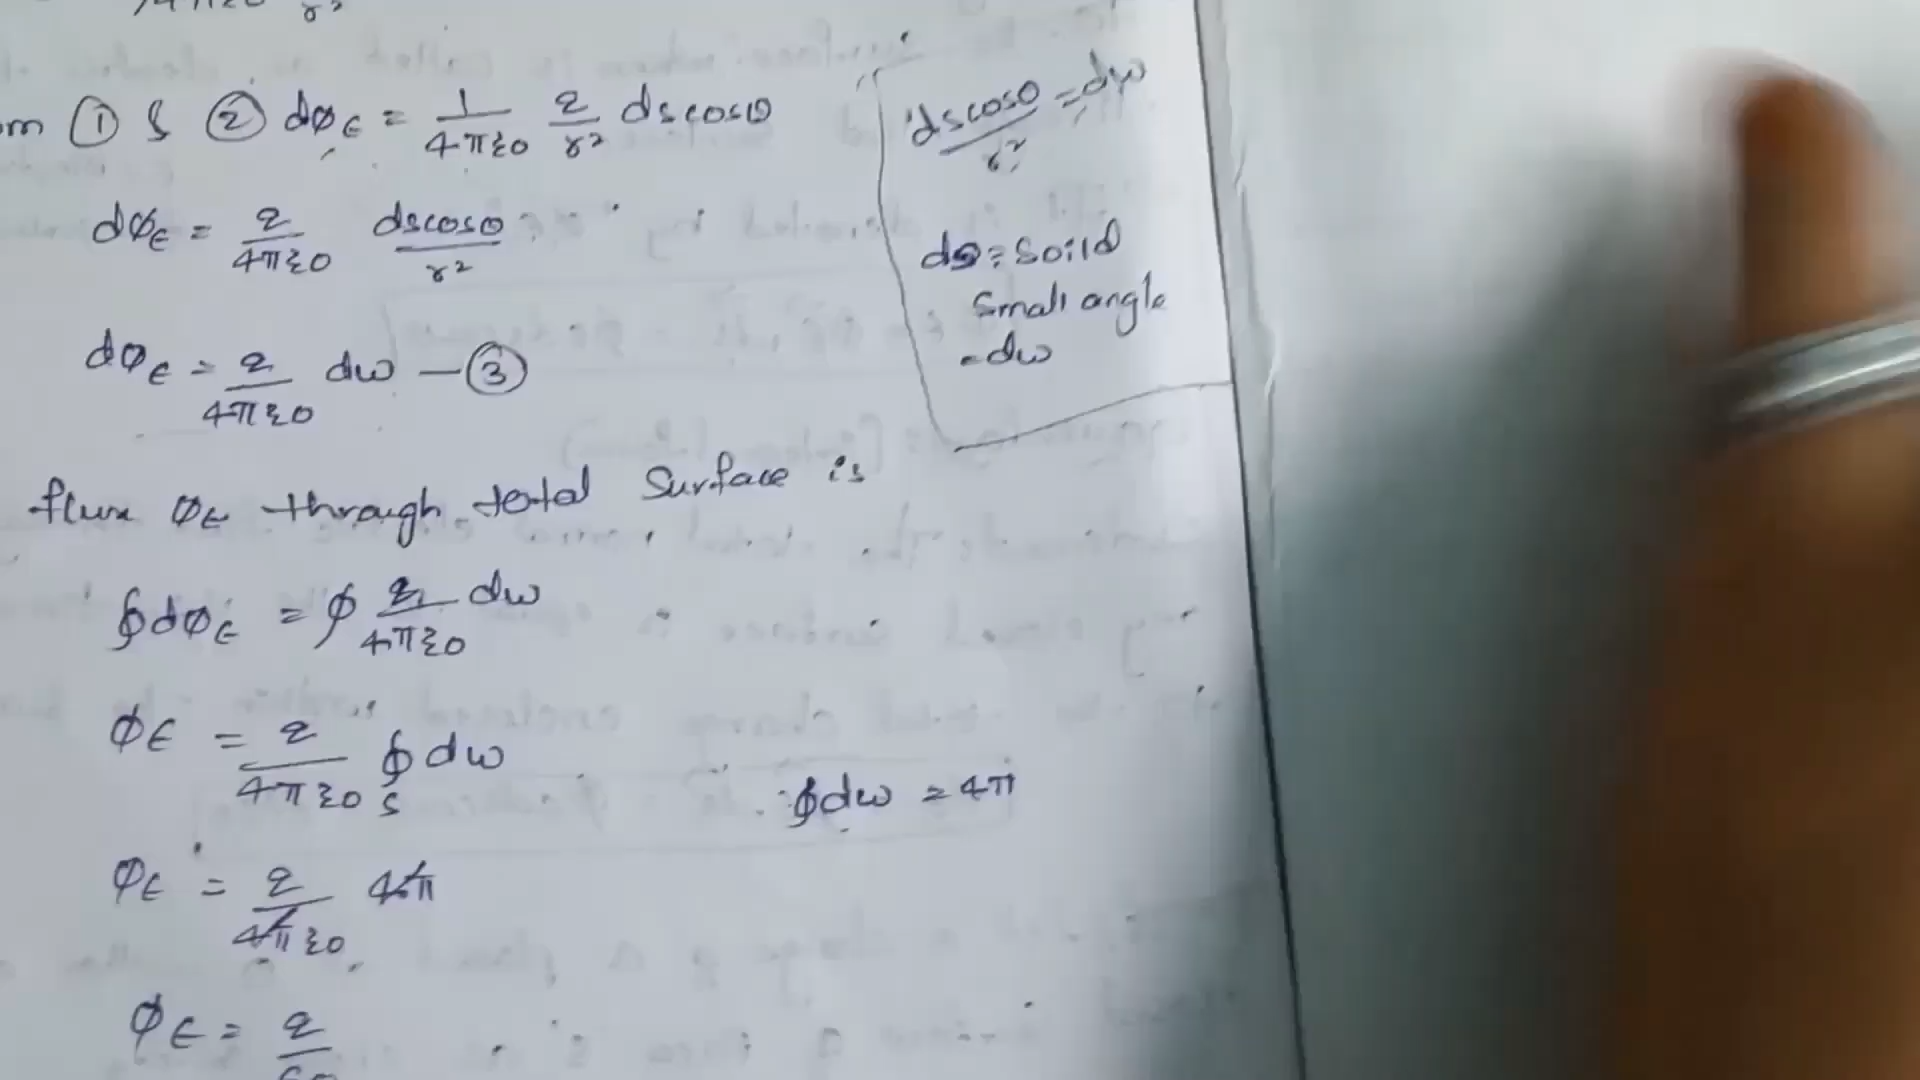 m ① & ② dφE = 1/4πε0 q/r² ds cosθ
dφE = q/4πε0 ds cosθ/r²
dφE = q/4πε0 dω — ③
ds cosθ/r² = dω
ds = Soild
Small angle
= dω
flux φE through total Surface is
∮dφE = ∮ q/4πε0 dω
φE = q/4πε0 ∮s dω
∮dω = 4π
φE = q/4πε0 4π
φE = q/